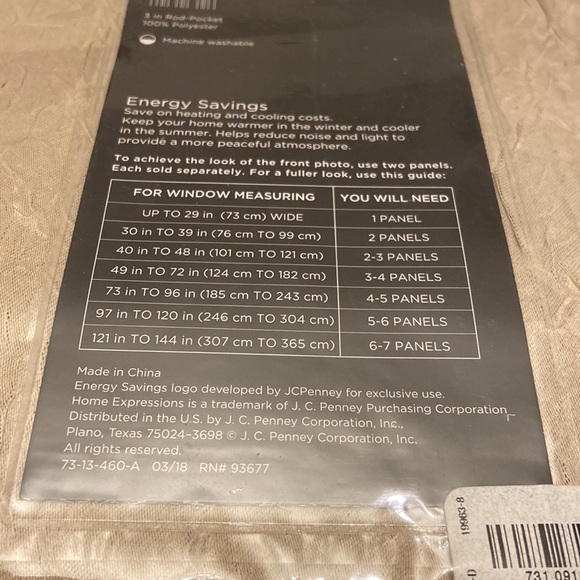 3 in Rod-Pocket
100% Polyester
Machine washable
Energy Savings
Save on heating and cooling costs.
Keep your home warmer in the winter and cooler
in the summer. Helps reduce noise and light to
provide a more peaceful atmosphere.
To achieve the look of the front photo, use two panels.
Each sold separately. For a fuller look, use this guide:
FOR WINDOW MEASURING YOU WILL NEED
UP TO 29 in (73 cm) WIDE 1 PANEL
30 in TO 39 in (76 cm TO 99 cm) 2 PANELS
40 in TO 48 in (101 cm TO 121 cm) 2-3 PANELS
49 in TO 72 in (124 cm TO 182 cm) 3-4 PANELS
73 in TO 96 in (185 cm TO 243 cm) 4-5 PANELS
97 in TO 120 in (246 cm TO 304 cm) 5-6 PANELS
121 in TO 144 in (307 cm TO 365 cm) 6-7 PANELS
Made in China
Energy Savings logo developed by JCPenney for exclusive use.
Home Expressions is a trademark of J. C. Penney Purchasing Corporation,
Distributed in the U.S. by J. C. Penney Corporation, Inc.,
Plano, Texas 75024-3698 © J. C. Penney Corporation, Inc.
All rights reserved.
73-13-460-A 03/18 RN# 93677
19963-8
731 091